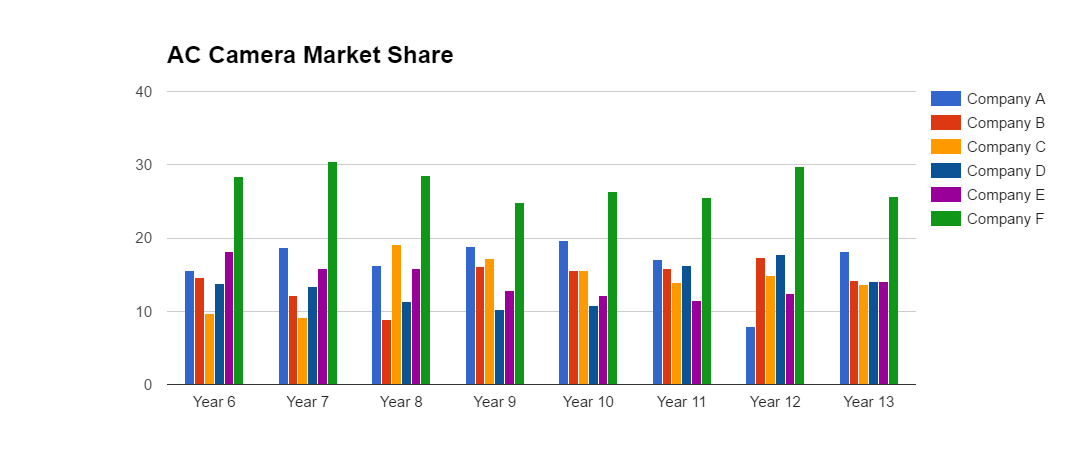 AC Camera Market Share
40
30
20
10
0
Year 6 Year 7 Year 8 Year 9 Year 10 Year 11 Year 12 Year 13
Company A
Company B
Company C
Company D
Company E
Company F